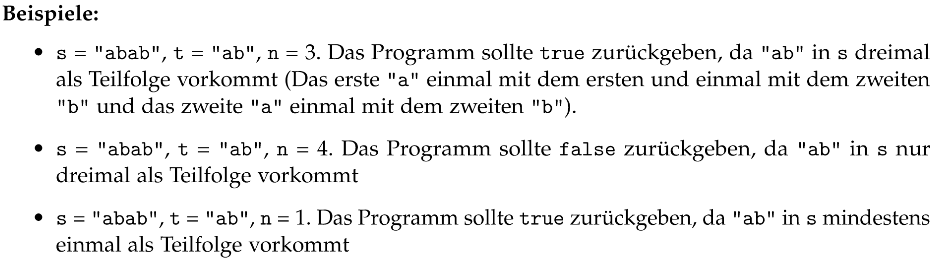 Beispiele:
• s = "abab", t = "ab", n = 3. Das Programm sollte true zurückgeben, da "ab" in s dreimal
als Teilfolge vorkommt (Das erste "a" einmal mit dem ersten und einmal mit dem zweiten
"b" und das zweite "a" einmal mit dem zweiten "b").
• s = "abab", t = "ab", n = 4. Das Programm sollte false zurückgeben, da "ab" in s nur
dreimal als Teilfolge vorkommt
• s = "abab", t = "ab", n = 1. Das Programm sollte true zurückgeben, da "ab" in s mindestens
einmal als Teilfolge vorkommt